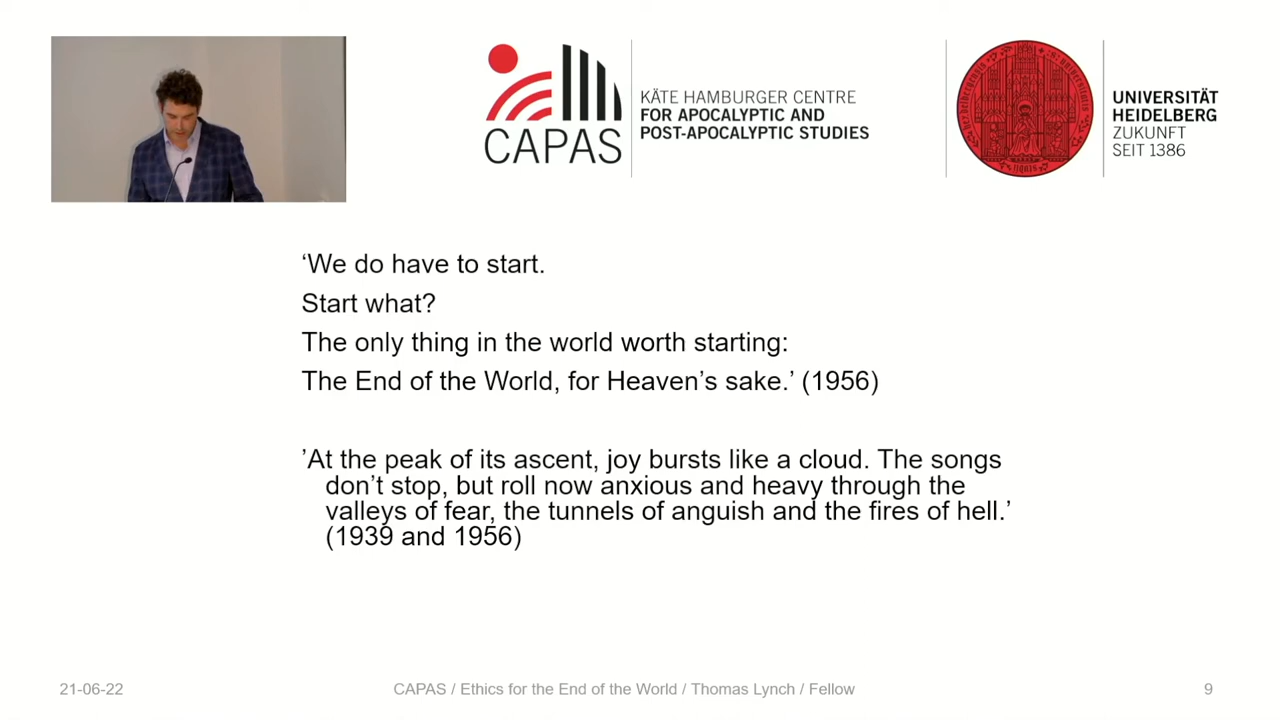 CAPAS
KÄTE HAMBURGER CENTRE
FOR APOCALYPTIC AND
POST-APOCALYPTIC STUDIES
UNIVERSITÄT
HEIDELBERG
ZUKUNFT
SEIT 1386
‘We do have to start.
Start what?
The only thing in the world worth starting:
The End of the World, for Heaven’s sake.’ (1956)
’At the peak of its ascent, joy bursts like a cloud. The songs
don’t stop, but roll now anxious and heavy through the
valleys of fear, the tunnels of anguish and the fires of hell.’
(1939 and 1956)
21-06-22
CAPAS / Ethics for the End of the World / Thomas Lynch / Fellow
9